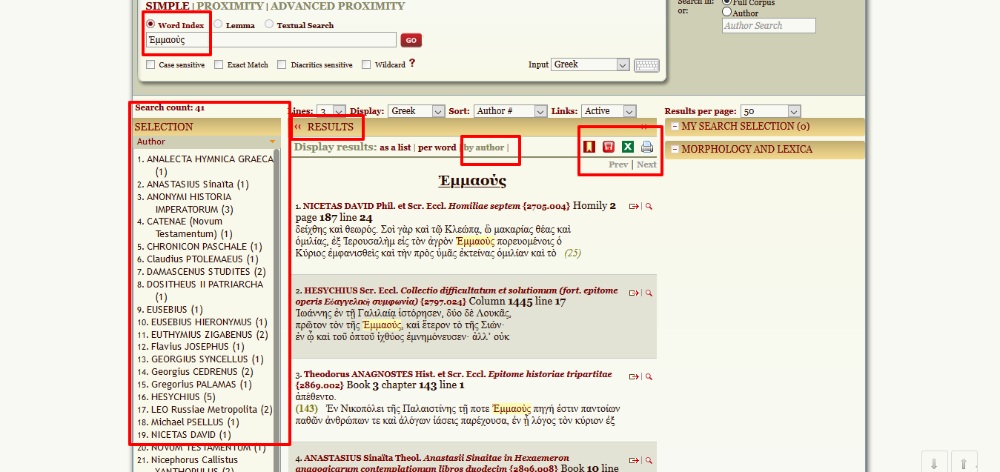 SIMPLE | PROXIMITY | ADVANCED PROXIMITY
Word Index Lemma Textual Search
Ἐμμαούς GO
Case sensitive Exact Match Diacritics sensitive Wildcard ?
Input Greek
Search in: Full Corpus
or: Author
Author Search
Search count: 41
Lines: 3 Display: Greek Sort: Author # Links: Active Results per page: 50
SELECTION
Author
1. ANALECTA HYMNICA GRAECA
(1)
2. ANASTASIUS Sinaïta (1)
3. ANONYMI HISTORIA
IMPERATORUM (3)
4. CATENAE (Novum
Testamentum) (1)
5. CHRONICON PASCHALE (1)
6. Claudius PTOLEMAEUS (1)
7. DAMASCENUS STUDITES (2)
8. DOSITHEUS II PATRIARCHA
(1)
9. EUSEBIUS (1)
10. EUSEBIUS HIERONYMUS (1)
11. EUTHYMIUS ZIGABENUS (2)
12. Flavius JOSEPHUS (1)
13. GEORGIUS SYNCELLUS (1)
14. Georgius CEDRENUS (2)
15. Gregorius PALAMAS (1)
16. HESYCHIUS (5)
17. LEO Russiae Metropolita (2)
18. Michael PSELLUS (1)
19. NICETAS DAVID (1)
20. NOVUM TESTAMENTUM (1)
21. Nicephorus Callistus
XANTHOPULUS (2)
‹‹ RESULTS ››
Display results: as a list | per word | by author |
Prev | Next
Ἐμμαούς
1. NICETAS DAVID Phil. et Scr. Eccl. Homiliae septem {2705.004} Homily 2
page 187 line 24
δείχθης καὶ θεωρός. Σοὶ γὰρ καὶ τῷ Κλεόπᾳ, ὢ μακαρίας θέας καὶ
ὁμιλίας, ἐξ Ἱερουσαλὴμ εἰς τὸν ἀγρὸν Ἐμμαοὺς πορευομένοις ὁ
Κύριος ἐμφανισθεὶς καὶ τὴν πρὸς ὑμᾶς ἐκτείνας ὁμιλίαν καὶ τὸ (25)
2. HESYCHIUS Scr. Eccl. Collectio difficultatum et solutionum (fort. epitome
operis Εὐαγγελικὴ συμφωνία) {2797.024} Column 1445 line 17
Ἰωάννης ἐν τῇ Γαλιλαίᾳ ἱστόρησεν, δύο δὲ Λουκᾶς,
πρῶτον τὸν τῆς Ἐμμαούς, καὶ ἕτερον τὸ τῆς Σιών·
ἐν ᾧ καὶ τοῦ ὀπτοῦ ἰχθύος ἐμνημόνευσεν· ἀλλ’ οὐκ
3. Theodorus ANAGNOSTES Hist. et Scr. Eccl. Epitome historiae tripartitae
{2869.002} Book 3 chapter 143 line 1
ἀπέθεντο.
(143) Ἐν Νικοπόλει τῆς Παλαιστίνης τῇ ποτε Ἐμμαοὺς πηγή ἐστιν παντοίων
παθῶν ἀνθρώπων τε καὶ ἀλόγων ἰάσεις παρέχουσα, ἐν ᾗ λόγος τὸν κύριον ἐξ
4. ANASTASIUS Sinaïta Theol. Anastasii Sinaitae in Hexaemeron
anagogicarum contemplationum libros duodecim {2896.008} Book 10 line
MY SEARCH SELECTION (0)
MORPHOLOGY AND LEXICA